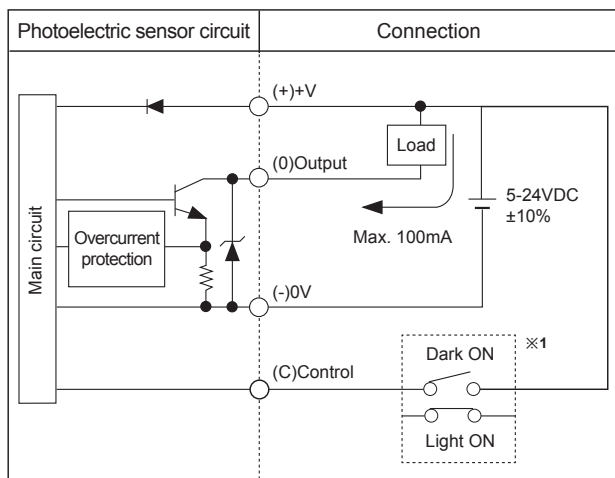 Photoelectric sensor circuit
Connection
(+)+V
Load
(0)Output
Main circuit
Overcurrent
protection
Max. 100mA
5-24VDC
±10%
(-)0V
※1
Dark ON
(C)Control
Light ON